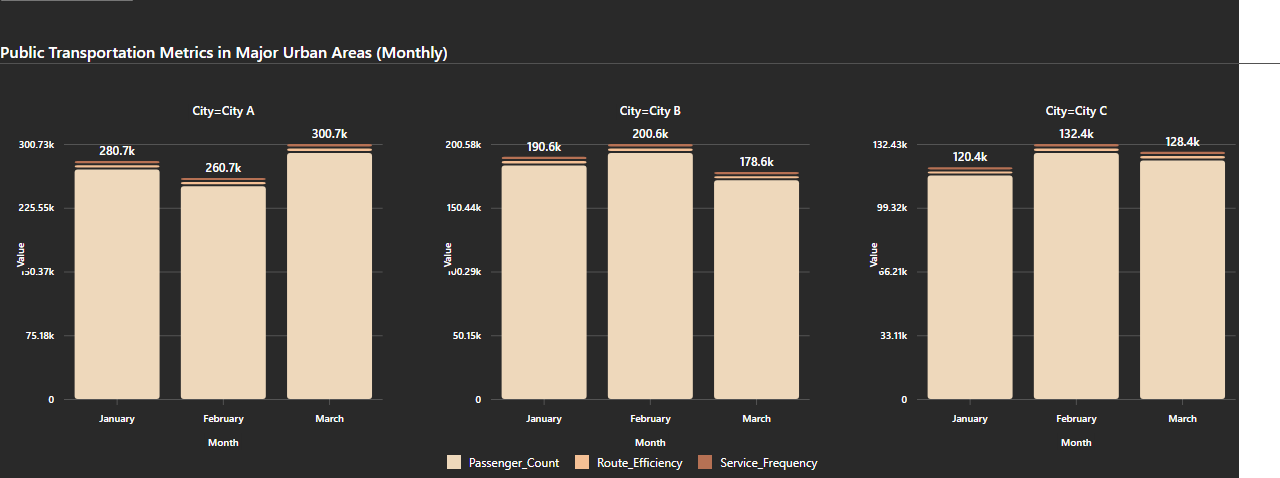 Public Transportation Metrics in Major Urban Areas (Monthly)
City=City A
300.73k
225.55k
75.18k
0
Value
280.7k
260.7k
300.7k
January
February
March
Month
City=City B
200.58k
150.44k
50.15k
0
Value
190.6k
200.6k
178.6k
January
February
March
Month
City=City C
132.43k
99.32k
66.21k
33.11k
0
Value
120.4k
132.4k
128.4k
January
February
March
Month
Passenger_Count
Route_Efficiency
Service_Frequency